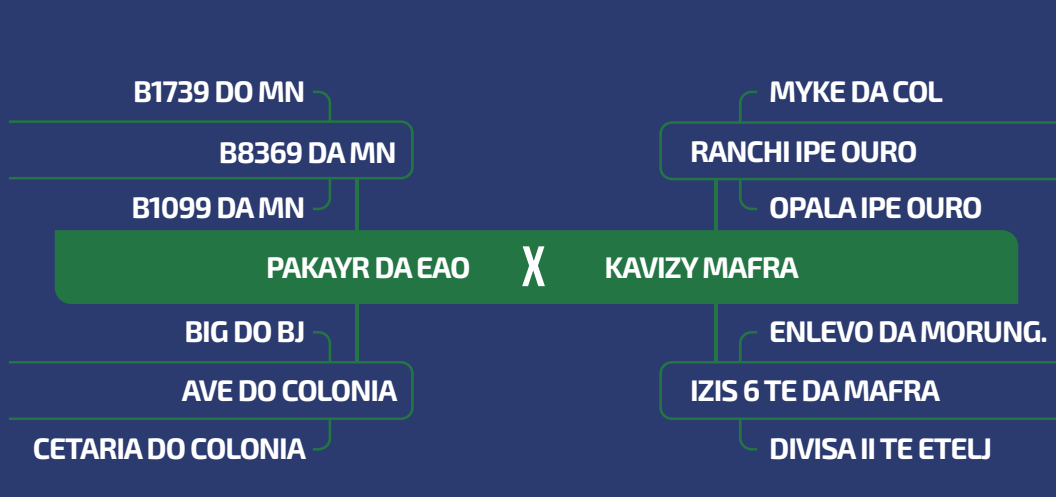 B1739 DO MN
MYKE DA COL
B8369 DA MN
RANCHI IPE OURO
B1099 DA MN
OPALA IPE OURO
PAKAYR DA EAO X KAVIZY MAFRA
BIG DO BJ
ENLEVO DA MORUNG.
AVE DO COLONIA
IZIS 6 TE DA MAFRA
CETARIA DO COLONIA
DIVISA II TE ETELJ